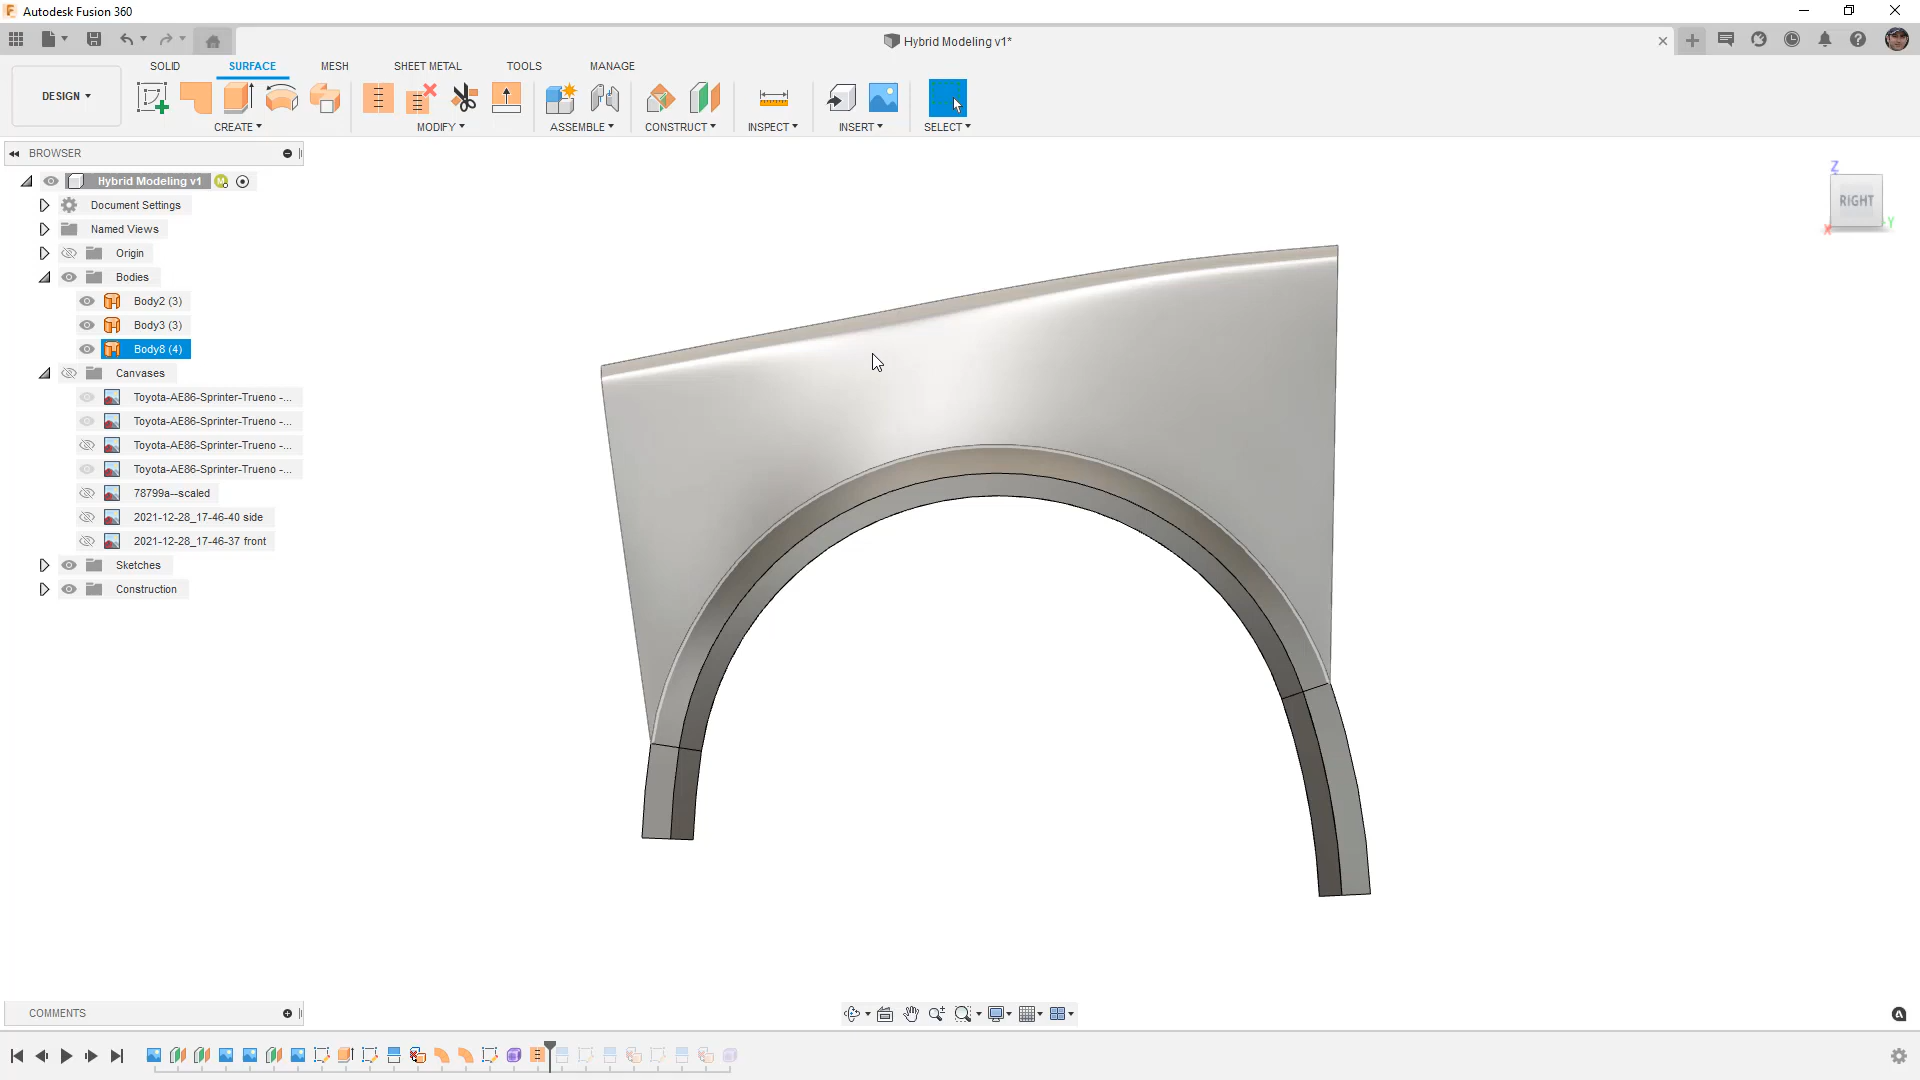 Autodesk Fusion 360
Hybrid Modeling v1*
SOLID
SURFACE
MESH
SHEET METAL
TOOLS
MANAGE
DESIGN
CREATE
MODIFY
ASSEMBLE
CONSTRUCT
INSPECT
INSERT
SELECT
BROWSER
Hybrid Modeling v1
Document Settings
Named Views
Origin
Bodies
Body2 (3)
Body3 (3)
Body8 (4)
Canvases
Toyota-AE86-Sprinter-Trueno -...
Toyota-AE86-Sprinter-Trueno -...
Toyota-AE86-Sprinter-Trueno -...
Toyota-AE86-Sprinter-Trueno -...
78799a--scaled
2021-12-28_17-46-40 side
2021-12-28_17-46-37 front
Sketches
Construction
Z
RIGHT
X
Y
COMMENTS